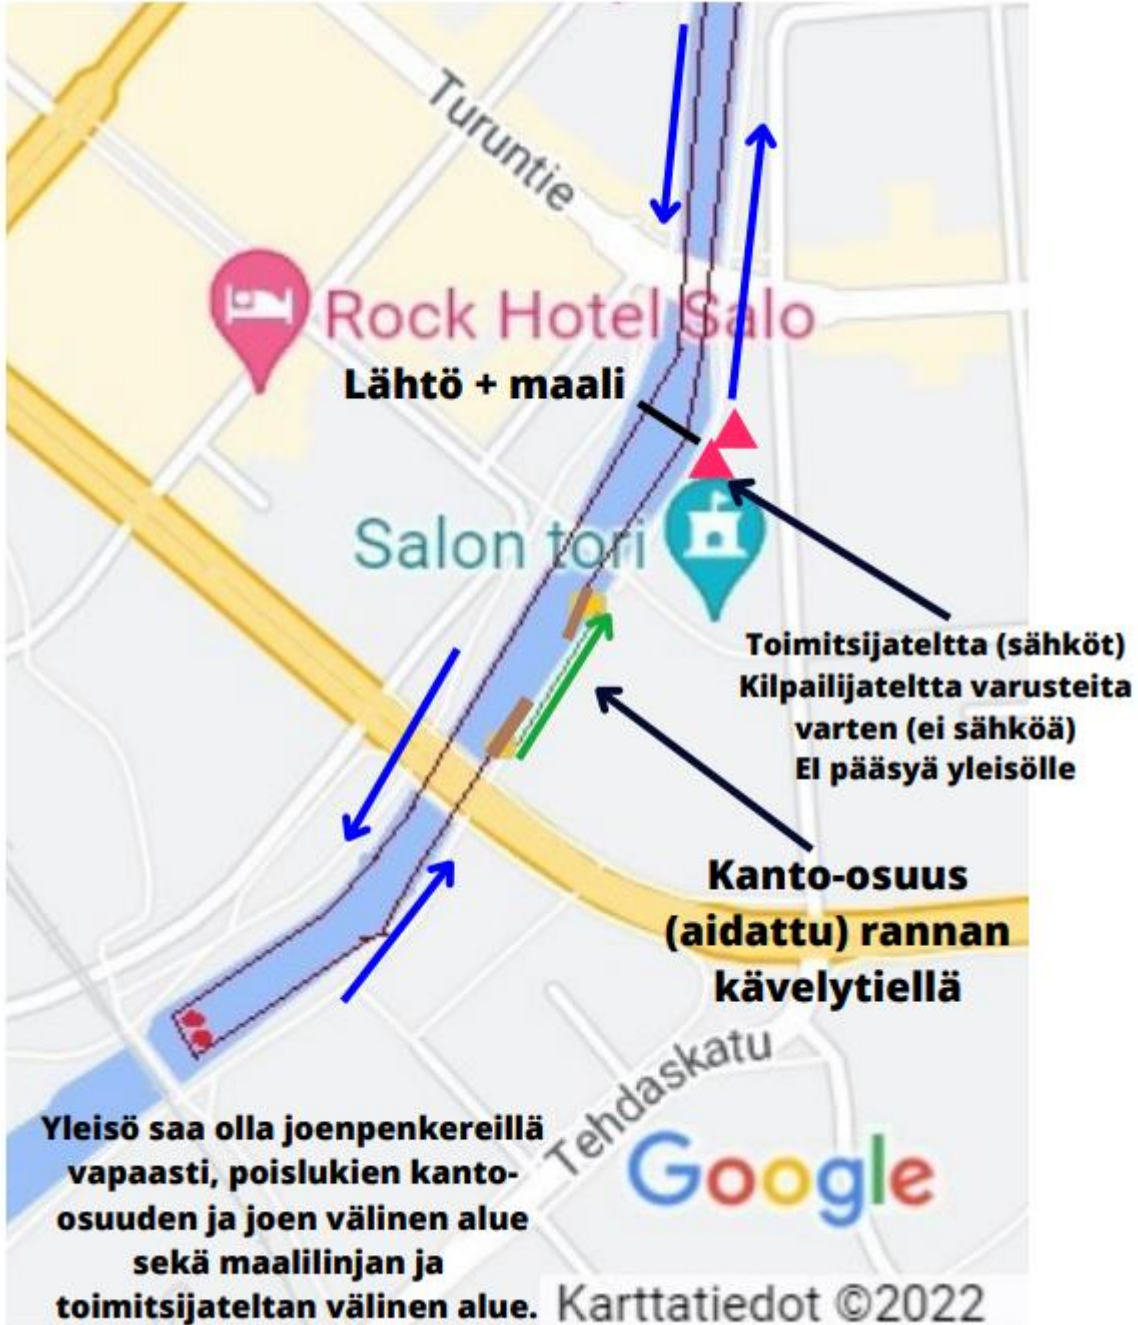 Turuntie
Rock Hotel Salo
Lähtö + maali
Salon tori
Toimitsijateltta (sähköt)
Kilpailijateltta varusteita
varten (ei sähköä)
EI pääsyä yleisölle
Kanto-osuus
(aidattu) rannan
kävelytiellä
Tehdaskatu
Yleisö saa olla joenpenkereillä
vapaasti, poislukien kanto-
osuuden ja joen välinen alue
sekä maalilinjan ja
toimitsijateltan välinen alue.
Google
Karttatiedot ©2022